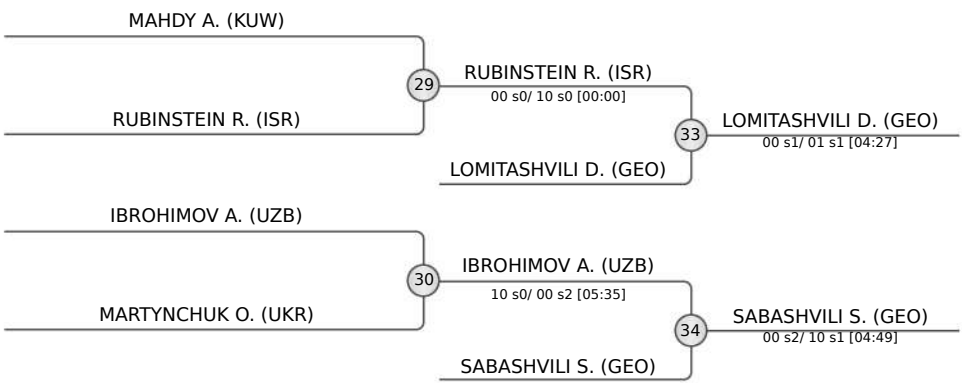 MAHDY A. (KUW)
29
RUBINSTEIN R. (ISR)
00 s0/ 10 s0 [00:00]
RUBINSTEIN R. (ISR)
33
LOMITASHVILI D. (GEO)
00 s1/ 01 s1 [04:27]
LOMITASHVILI D. (GEO)
IBROHIMOV A. (UZB)
30
IBROHIMOV A. (UZB)
10 s0/ 00 s2 [05:35]
MARTYNCHUK O. (UKR)
34
SABASHVILI S. (GEO)
00 s2/ 10 s1 [04:49]
SABASHVILI S. (GEO)